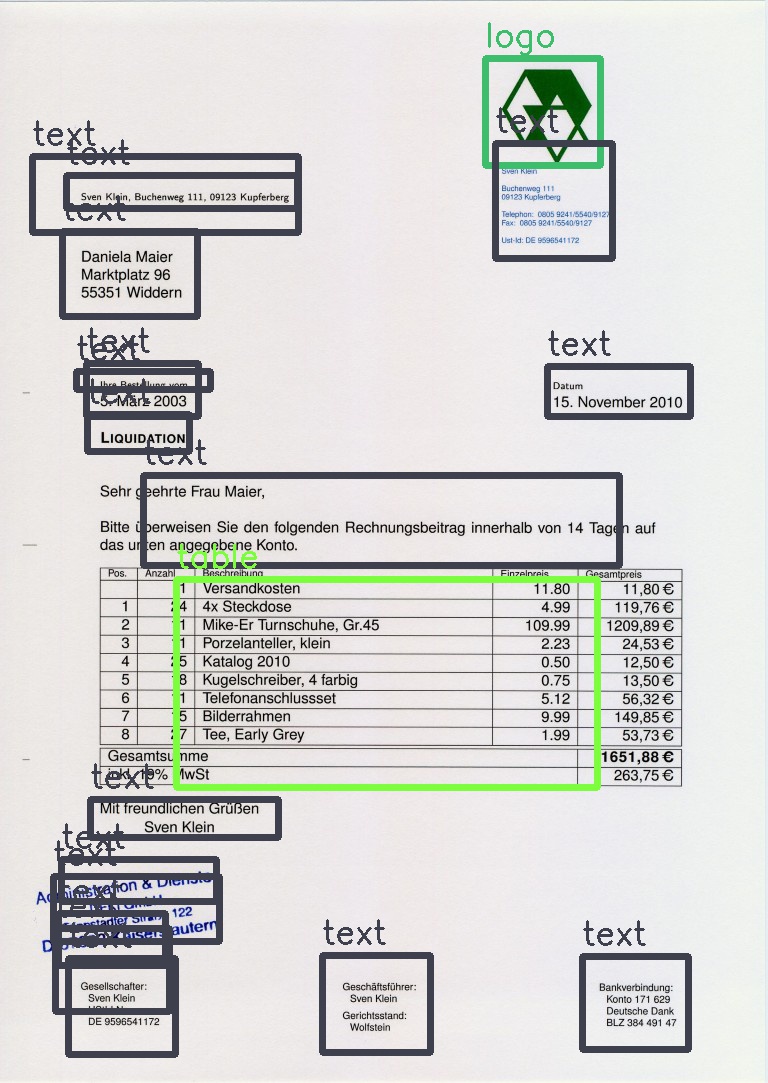 logo
text
text
text
Sven Klein
Buchenweg 111
09123 Kupferberg
Telephon: 0805 9241/5540/9127
Fax: 0805 9241/5540/9127
Ust-Id: DE 9596541172
Sven Klein, Buchenweg 111, 09123 Kupferberg
text
Daniela Maier
Marktplatz 96
55351 Widdern
text
text
text
Ihre Bestellung vom
Datum
5. März 2003
15. November 2010
text
LIQUIDATION
text
Sehr geehrte Frau Maier,
Bitte überweisen Sie den folgenden Rechnungsbeitrag innerhalb von 14 Tagen auf
das unten angegebene Konto.
table
Pos. Anzahl Beschreibung Einzelpreis Gesamtpreis
1 Versandkosten 11.80 11,80 €
1 24 4x Steckdose 4.99 119,76 €
2 11 Mike-Er Turnschuhe, Gr.45 109.99 1209,89 €
3 11 Porzelanteller, klein 2.23 24,53 €
4 25 Katalog 2010 0.50 12,50 €
5 18 Kugelschreiber, 4 farbig 0.75 13,50 €
6 11 Telefonanschlussset 5.12 56,32 €
7 15 Bilderrahmen 9.99 149,85 €
8 27 Tee, Early Grey 1.99 53,73 €
Gesamtsumme 1651,88 €
inkl. 19% MwSt 263,75 €
text
Mit freundlichen Grüßen
Sven Klein
text
text
Administration & Dienste
122
text
text
text
text
text
Gesellschafter:
Sven Klein
DE 9596541172
Geschäftsführer:
Sven Klein
Gerichtsstand:
Wolfstein
Bankverbindung:
Konto 171 629
Deutsche Dank
BLZ 384 491 47